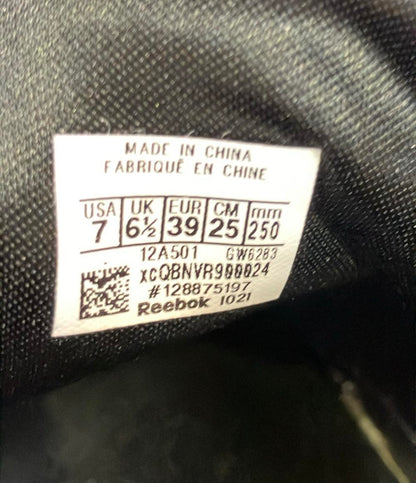 MADE IN CHINA
FABRIQUÉ EN CHINE
USA UK EUR CM mm
7 6½ 39 25 250
12A501 GW6283
xcQBNVR900024
#128875197
Reebok 1021